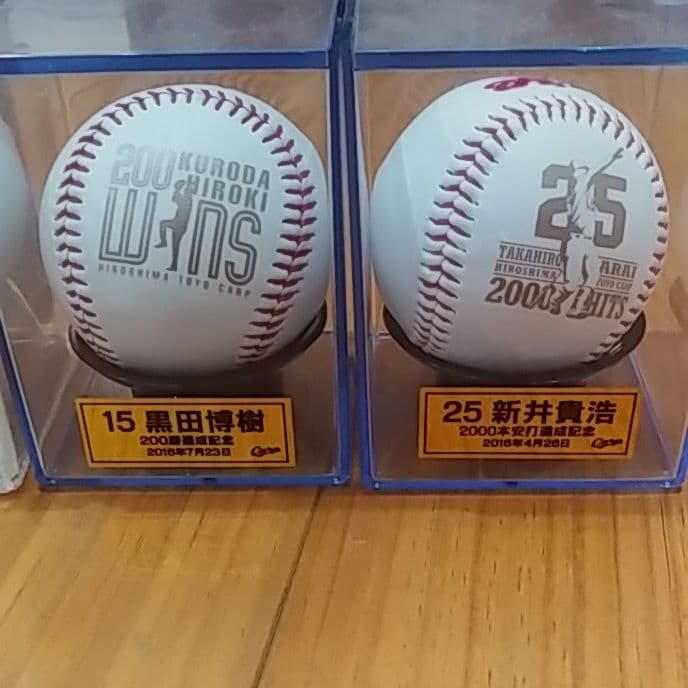 200 KURODA
HIROKI
WINS
HIROSHIMA TOYO CARP
15 黒田博樹
200勝達成記念
2016年7月23日
Carp
25
TAKAHIRO ARAI
HIROSHIMA TOYO CARP
2000 HITS
25 新井貴浩
2000本安打達成記念
2016年4月26日
Carp